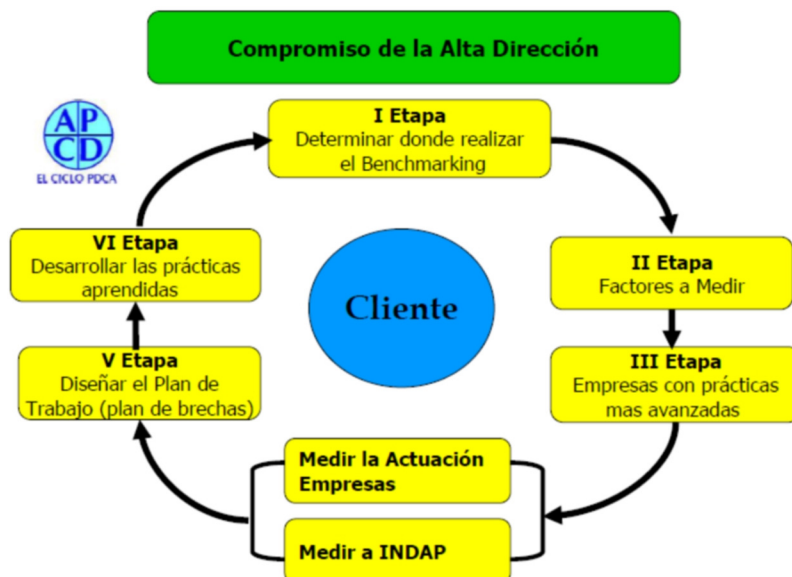 Compromiso de la Alta Dirección
A P
C D
EL CICLO PDCA
I Etapa
Determinar donde realizar
el Benchmarking
VI Etapa
Desarrollar las prácticas
aprendidas
Cliente
II Etapa
Factores a Medir
V Etapa
Diseñar el Plan de
Trabajo (plan de brechas)
III Etapa
Empresas con prácticas
mas avanzadas
Medir la Actuación
Empresas
Medir a INDAP